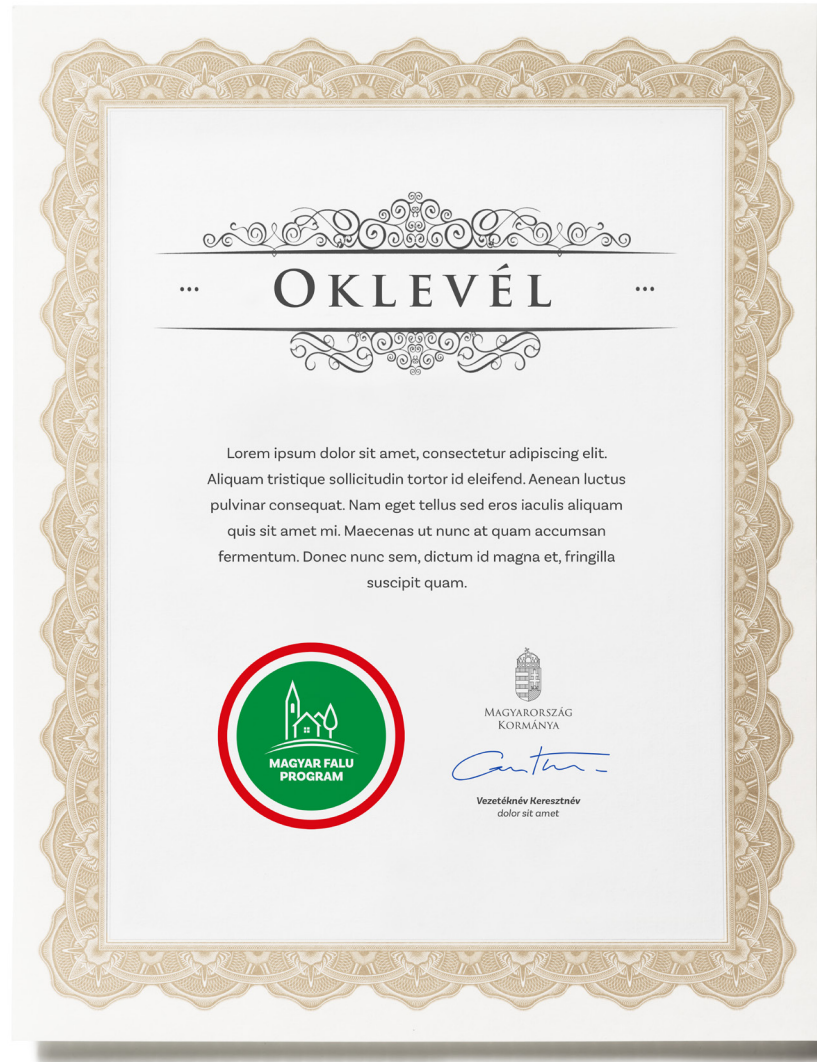 OKLEVÉL
Lorem ipsum dolor sit amet, consectetur adipiscing elit.
Aliquam tristique sollicitudin tortor id eleifend. Aenean luctus
pulvinar consequat. Nam eget tellus sed eros iaculis aliquam
quis sit amet mi. Maecenas ut nunc at quam accumsan
fermentum. Donec nunc sem, dictum id magna et, fringilla
suscipit quam.
MAGYAR FALU
PROGRAM
MAGYARORSZÁG
KORMÁNYA
Vezetéknév Keresztnév
dolor sit amet